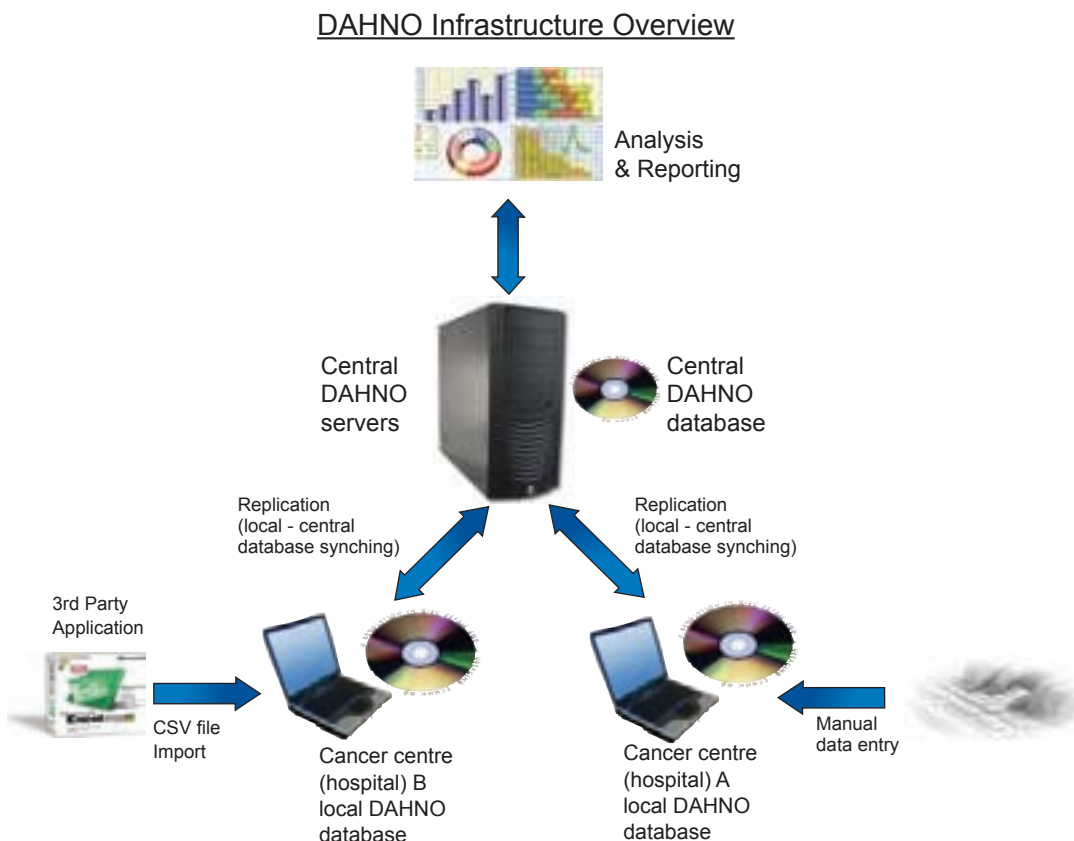 DAHNO Infrastructure Overview
Analysis
& Reporting
Central
DAHNO
servers
Central
DAHNO
database
Replication
(local - central
database synching)
Replication
(local - central
database synching)
3rd Party
Application
Excel
CSV file
Import
Manual
data entry
Cancer centre
(hospital) B
local DAHNO
database
Cancer centre
(hospital) A
local DAHNO
database